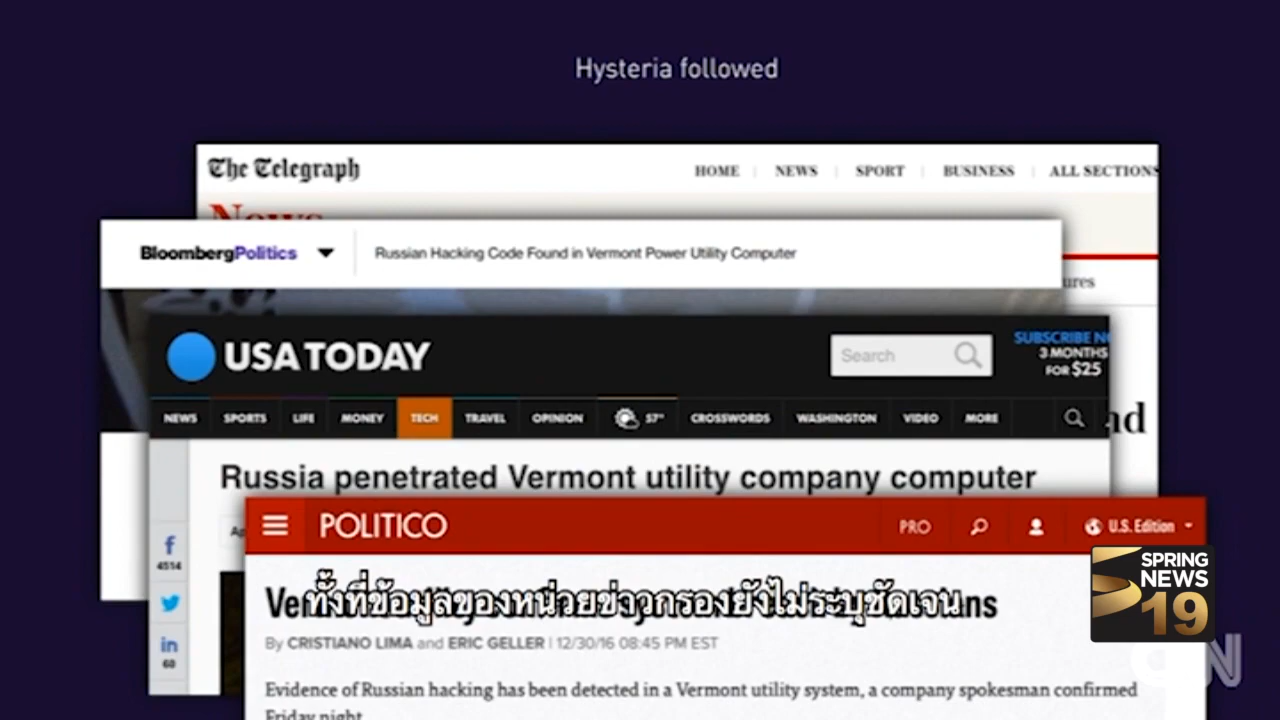 Hysteria followed
The Telegraph
HOME NEWS SPORT BUSINESS ALL SECTIONS
News
BloombergPolitics Russian Hacking Code Found in Vermont Power Utility Computer
USA TODAY
Search
SUBSCRIBE
3 MONTHS
FOR $25
NEWS SPORTS LIFE MONEY TECH TRAVEL OPINION 57° CROSSWORDS WASHINGTON VIDEO MORE
Russia penetrated Vermont utility company computer
4514
60
POLITICO
PRO U.S. Edition
ทั้งที่ข้อมูลของหน่วยข่าวกรองยังไม่ระบุชัดเจน
SPRING
NEWS
19
By CRISTIANO LIMA and ERIC GELLER | 12/30/16 08:45 PM EST
Evidence of Russian hacking has been detected in a Vermont utility system, a company spokesman confirmed
Friday night